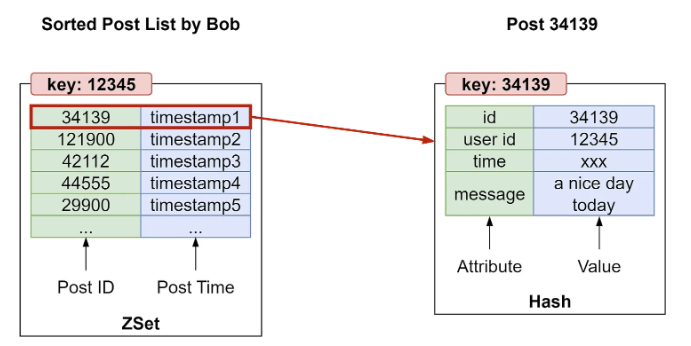 Sorted Post List by Bob
key: 12345
34139 timestamp1
121900 timestamp2
42112 timestamp3
44555 timestamp4
29900 timestamp5
... ...
Post ID Post Time
ZSet
Post 34139
key: 34139
id 34139
user id 12345
time xxx
message a nice day
today
Attribute Value
Hash